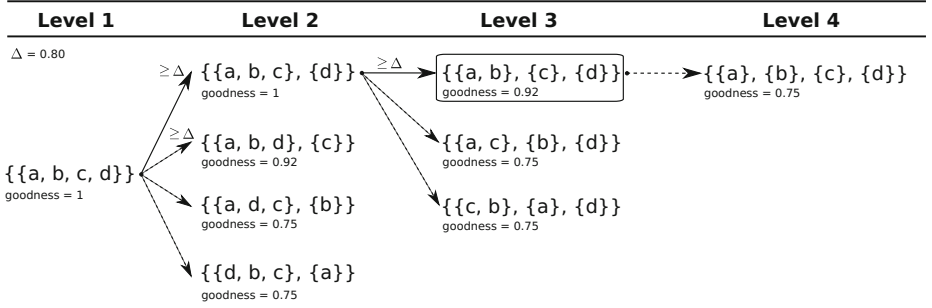 Level 1 Level 2 Level 3 Level 4
Δ = 0.80
≥ Δ {{a, b, c}, {d}} ≥ Δ {{a, b}, {c}, {d}} {{a}, {b}, {c}, {d}}
goodness = 1 goodness = 0.92 goodness = 0.75
≥ Δ {{a, b, d}, {c}} {{a, c}, {b}, {d}}
goodness = 0.92 goodness = 0.75
{{a, b, c, d}}
goodness = 1
{{a, d, c}, {b}} {{c, b}, {a}, {d}}
goodness = 0.75 goodness = 0.75
{{d, b, c}, {a}}
goodness = 0.75